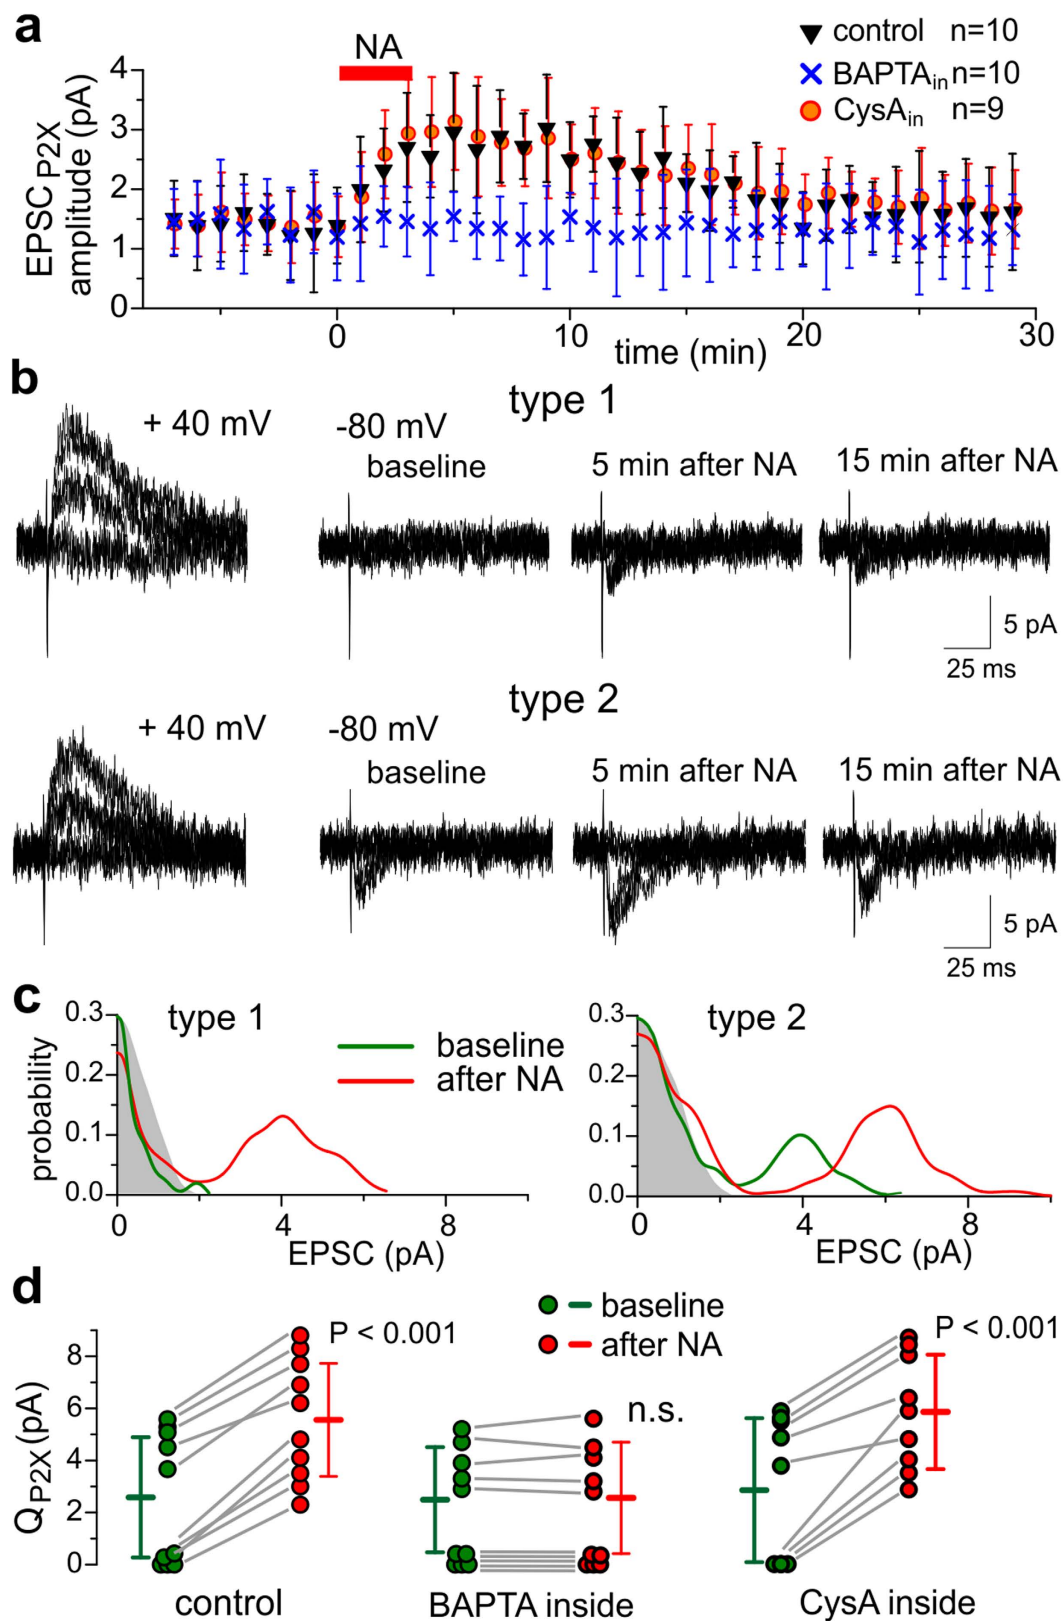 a
NA
control n=10
BAPTAin n=10
CysAin n=9
EPSCP2X
amplitude (pA)
4
3
2
1
0
0 10 20 30
time (min)
b
type 1
+ 40 mV -80 mV
baseline 5 min after NA 15 min after NA
5 pA
25 ms
type 2
+ 40 mV -80 mV
baseline 5 min after NA 15 min after NA
5 pA
25 ms
c
type 1
type 2
baseline
after NA
probability
0.3
0.2
0.1
0.0
0 4 8
EPSC (pA)
0.3
0.2
0.1
0.0
0 4 8
EPSC (pA)
d
baseline
after NA
P < 0.001
n.s.
P < 0.001
QP2X (pA)
8
6
4
2
0
control BAPTA inside CysA inside